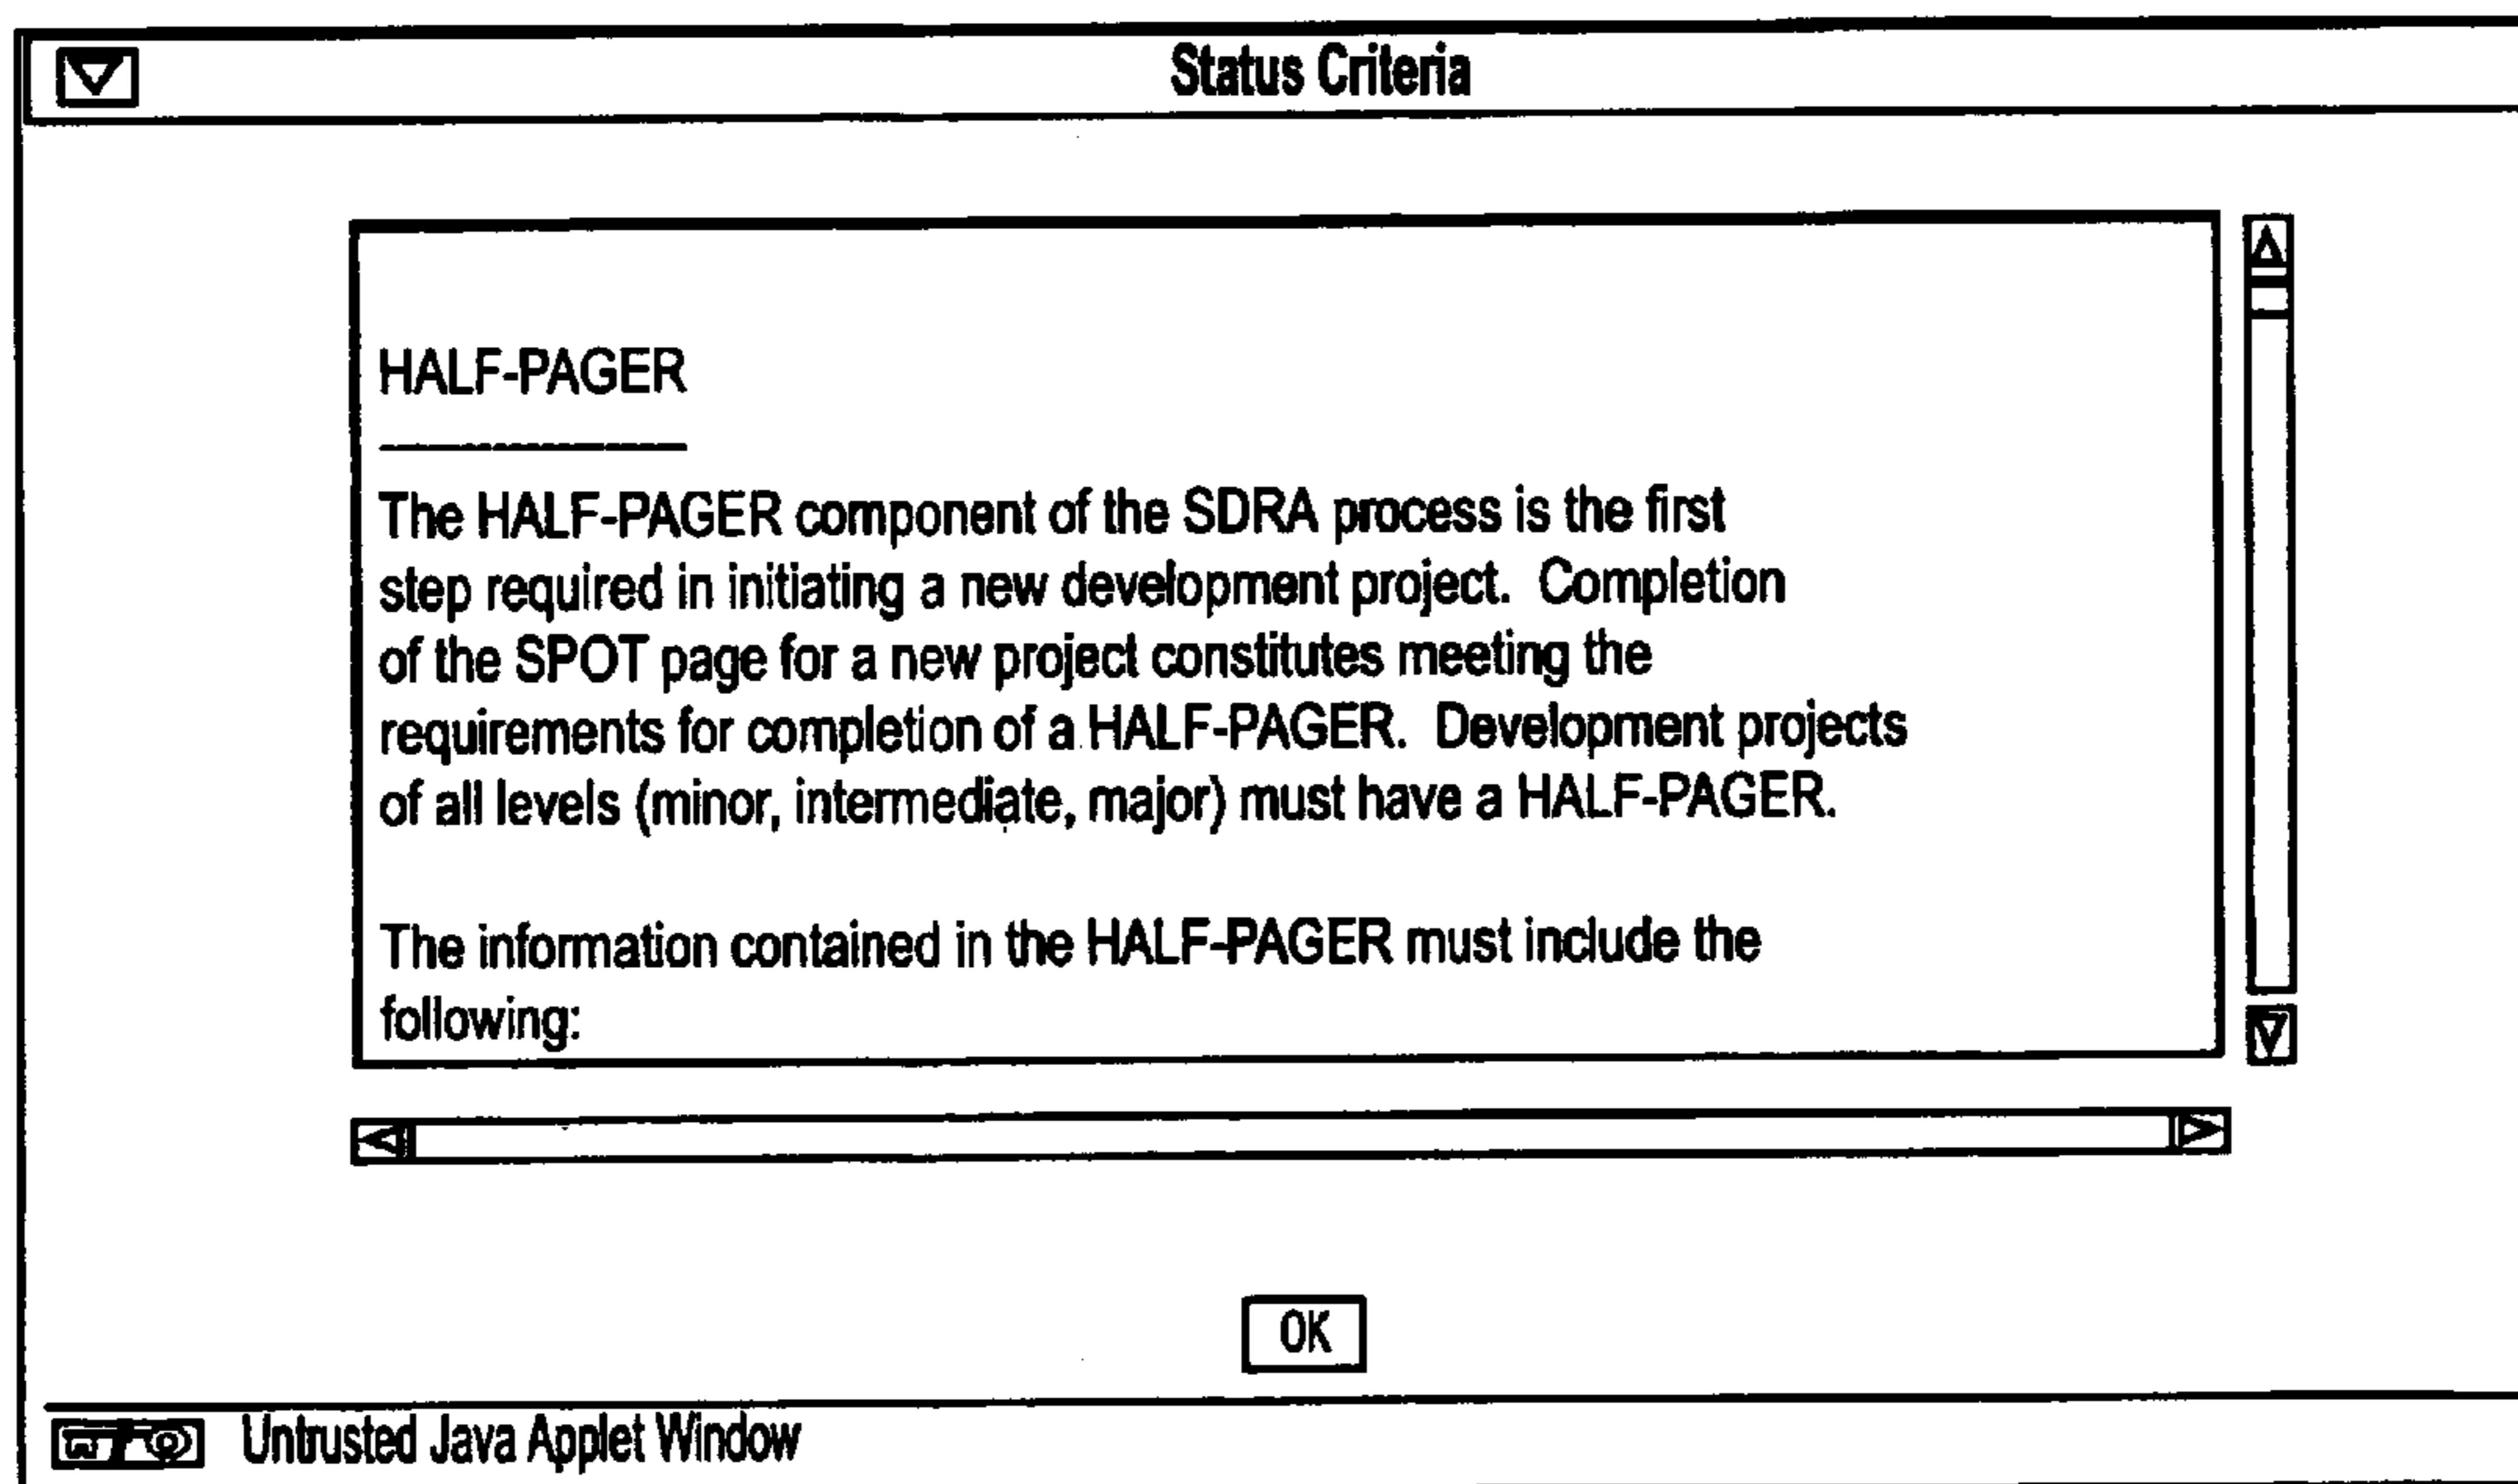 Status Criteria
HALF-PAGER
The HALF-PAGER component of the SDRA process is the first
step required in initiating a new development project. Completion
of the SPOT page for a new project constitutes meeting the
requirements for completion of a HALF-PAGER. Development projects
of all levels (minor, intermediate, major) must have a HALF-PAGER.
The information contained in the HALF-PAGER must include the
following:
OK
Untrusted Java Applet Window